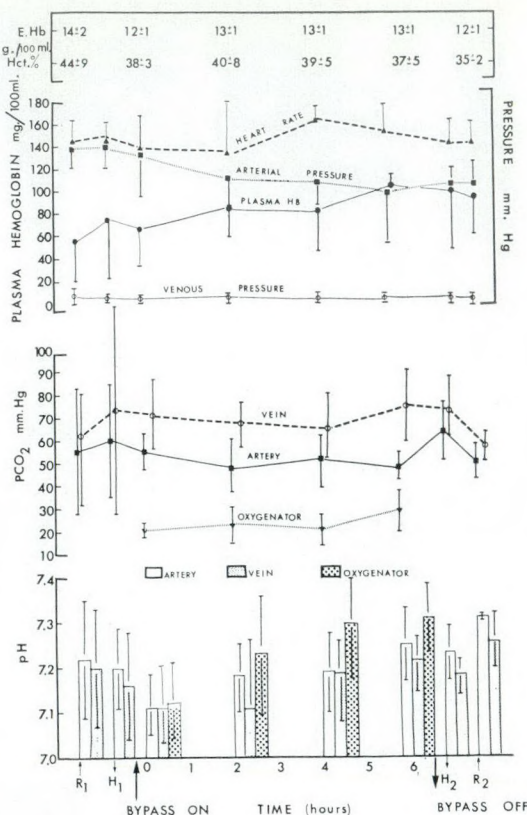 E.Hb 14±2 12±1 13±1 13±1 13±1 12±1
g./100 ml.
Hct.% 44±9 38±3 40±8 39±5 37±5 35±2
PLASMA HEMOGLOBIN mg/100ml.
180
160
140
120
100
80
60
40
20
0
HEART RATE
ARTERIAL PRESSURE
PLASMA HB
VENOUS PRESSURE
PRESSURE mm. Hg
PCO2 mm.Hg
100
90
80
70
60
50
40
30
20
10
VEIN
ARTERY
OXYGENATOR
ARTERY VEIN OXYGENATOR
pH
7.4
7.3
7.2
7.1
7.0
0 1 2 3 4 5 6
R1 H1 H2 R2
BYPASS ON TIME (hours) BYPASS OFF